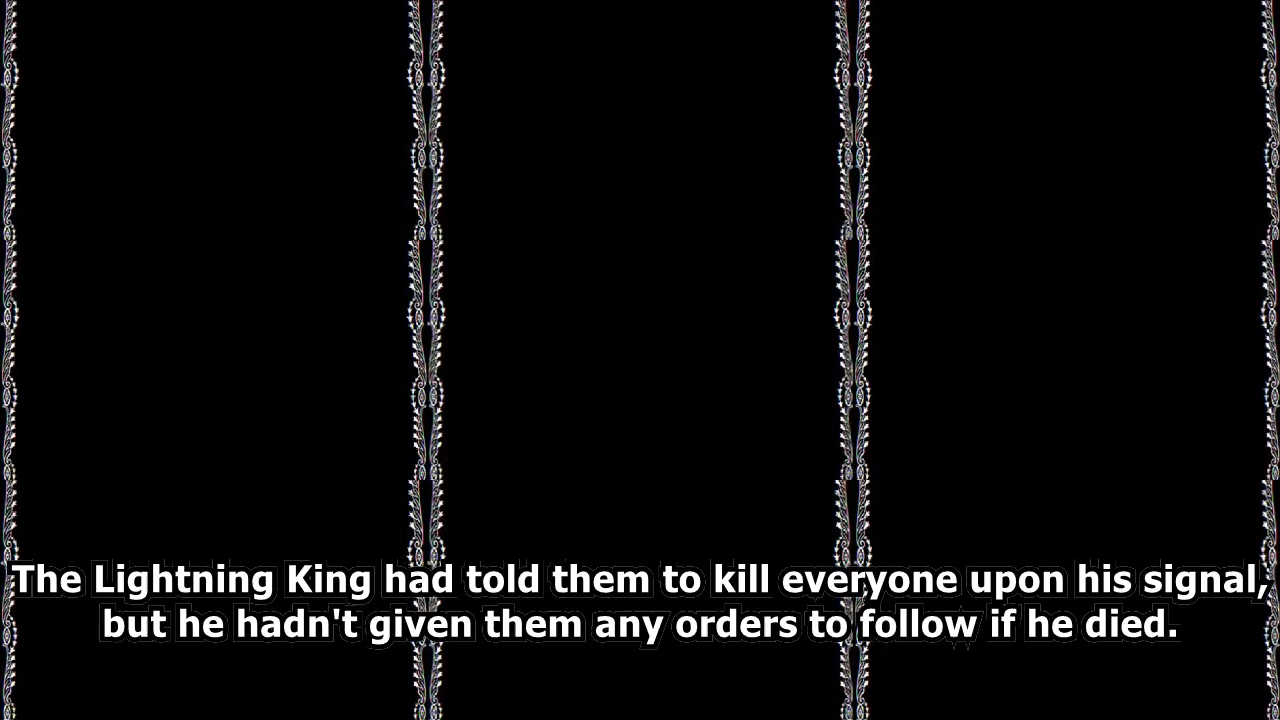 The Lightning King had told them to kill everyone upon his signal,
but he hadn't given them any orders to follow if he died.